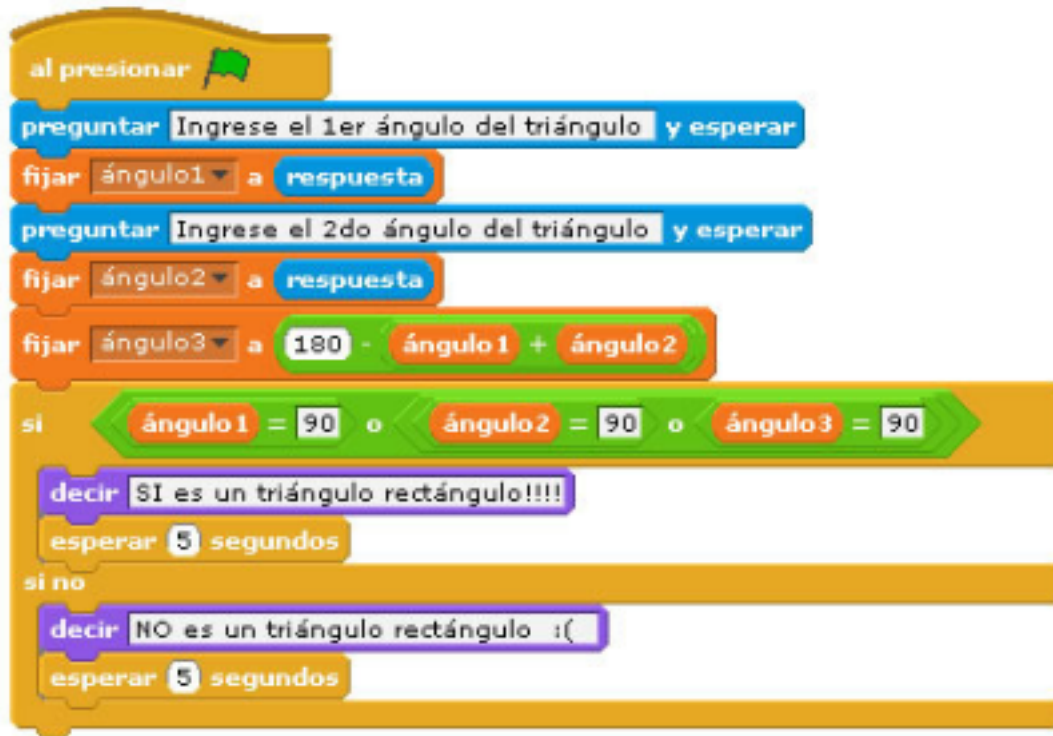 al presionar
preguntar Ingrese el 1er ángulo del triángulo y esperar
fijar ángulo1 a respuesta
preguntar Ingrese el 2do ángulo del triángulo y esperar
fijar ángulo2 a respuesta
fijar ángulo3 a 180 - ángulo1 + ángulo2
si ángulo1 = 90 o ángulo2 = 90 o ángulo3 = 90
decir SI es un triángulo rectángulo!!!!
esperar 5 segundos
si no
decir NO es un triángulo rectángulo :(
esperar 5 segundos